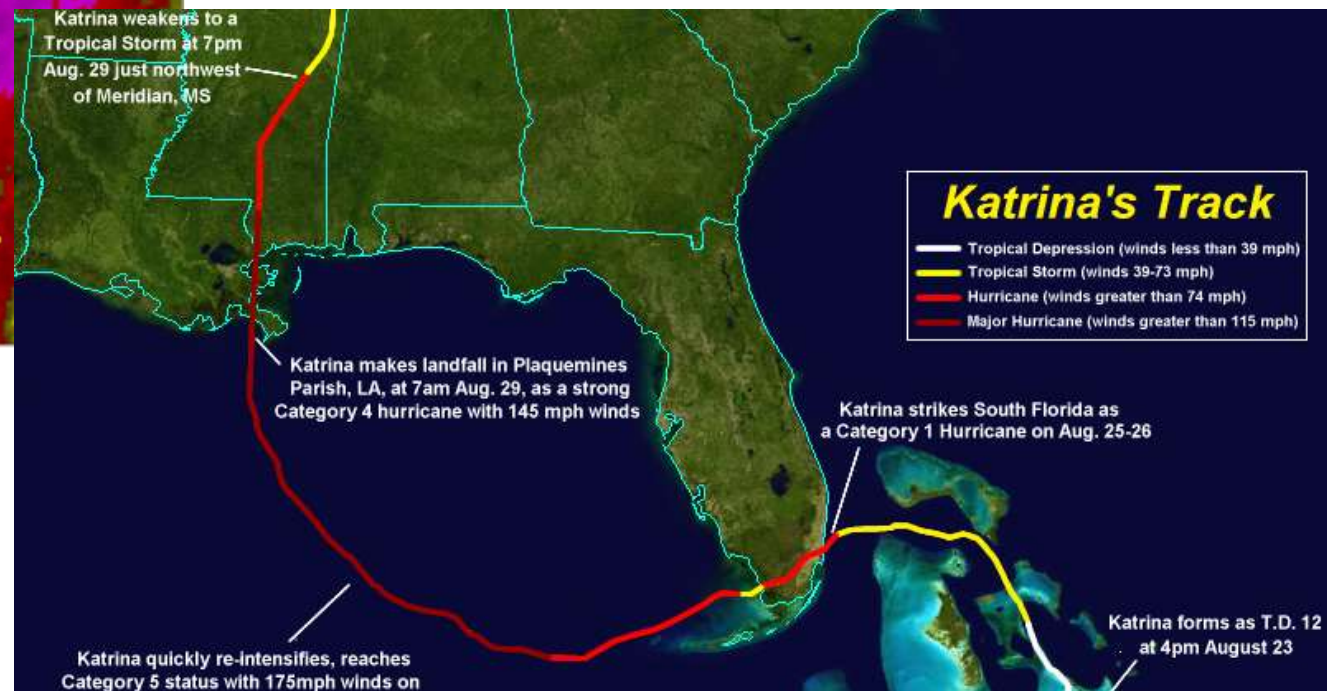 Katrina weakens to a
Tropical Storm at 7pm
Aug. 29 just northwest
of Meridian, MS
Katrina's Track
Tropical Depression (winds less than 39 mph)
Tropical Storm (winds 39-73 mph)
Hurricane (winds greater than 74 mph)
Major Hurricane (winds greater than 115 mph)
Katrina makes landfall in Plaquemines
Parish, LA, at 7am Aug. 29, as a strong
Category 4 hurricane with 145 mph winds
Katrina strikes South Florida as
a Category 1 Hurricane on Aug. 25-26
Katrina forms as T.D. 12
at 4pm August 23
Katrina quickly re-intensifies, reaches
Category 5 status with 175mph winds on